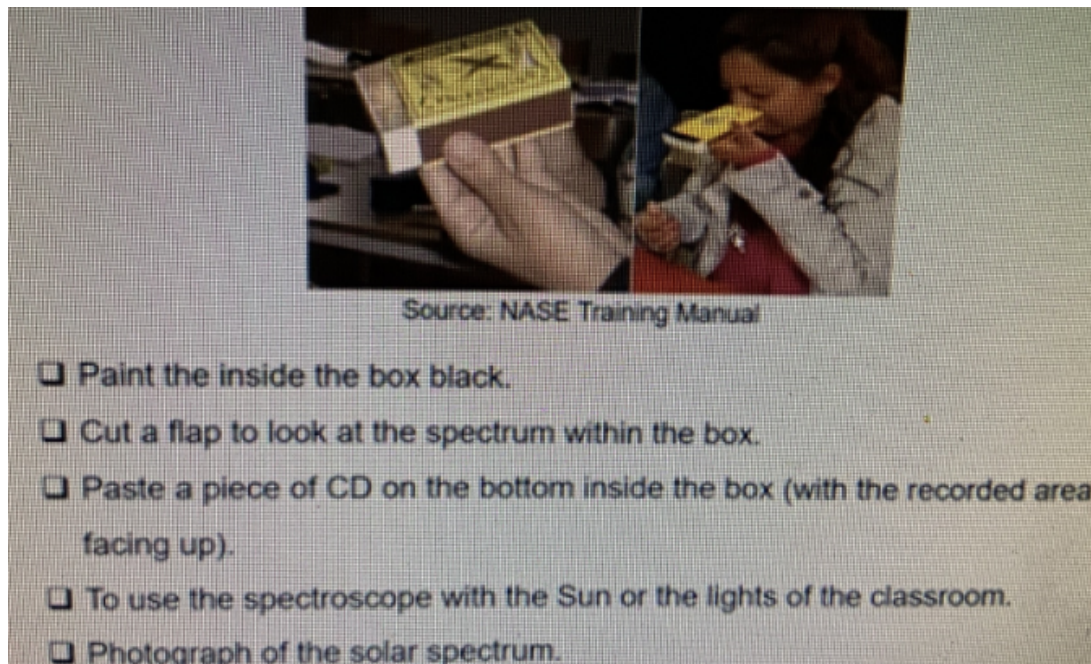 Source: NASE Training Manual
❑ Paint the inside the box black.
❑ Cut a flap to look at the spectrum within the box.
❑ Paste a piece of CD on the bottom inside the box (with the recorded area
facing up).
❑ To use the spectroscope with the Sun or the lights of the classroom.
❑ Photograph of the solar spectrum.